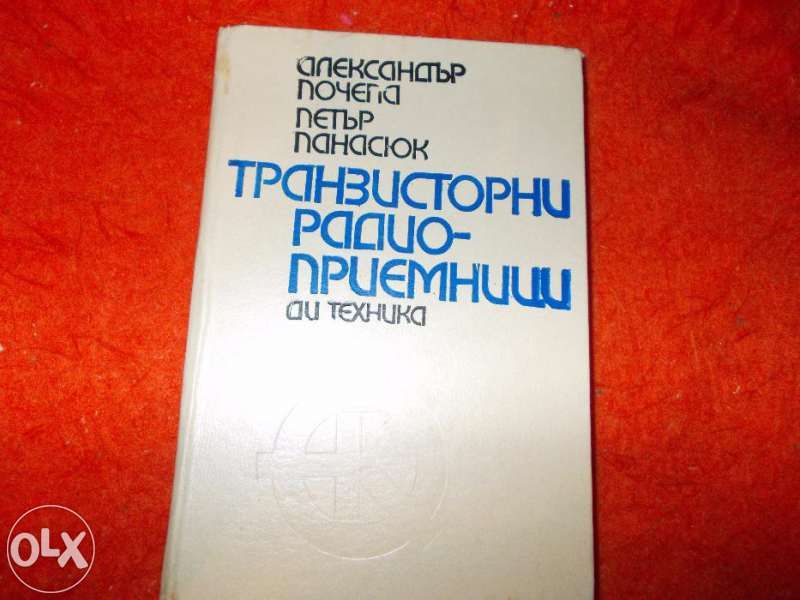 АЛЕКСАНДЪР
ПОЧЕПА
ПЕТЪР
ПАНАСЮК
ТРАНЗИСТОРНИ
РАДИО-
ПРИЕМНИЦИ
ДИ ТЕХНИКА
OLX